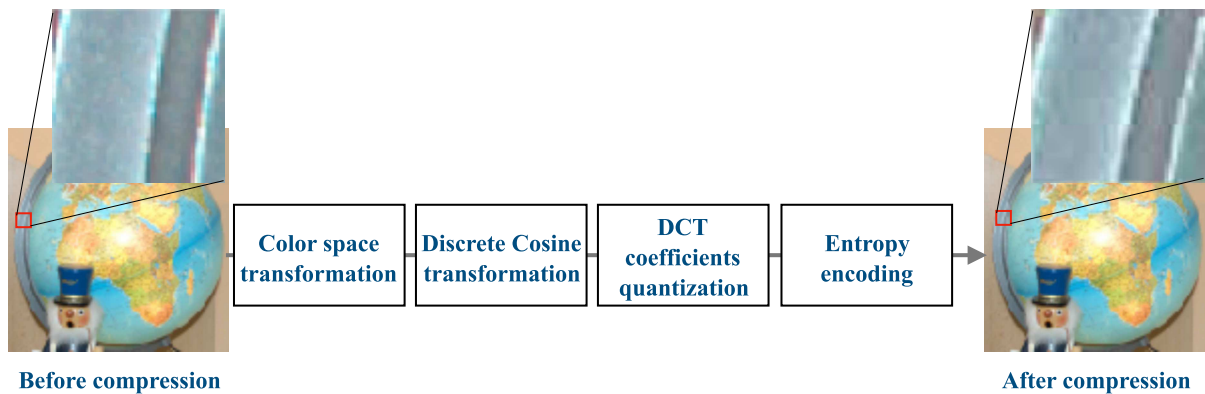 Color space
transformation
Discrete Cosine
transformation
DCT
coefficients
quantization
Entropy
encoding
Before compression
After compression